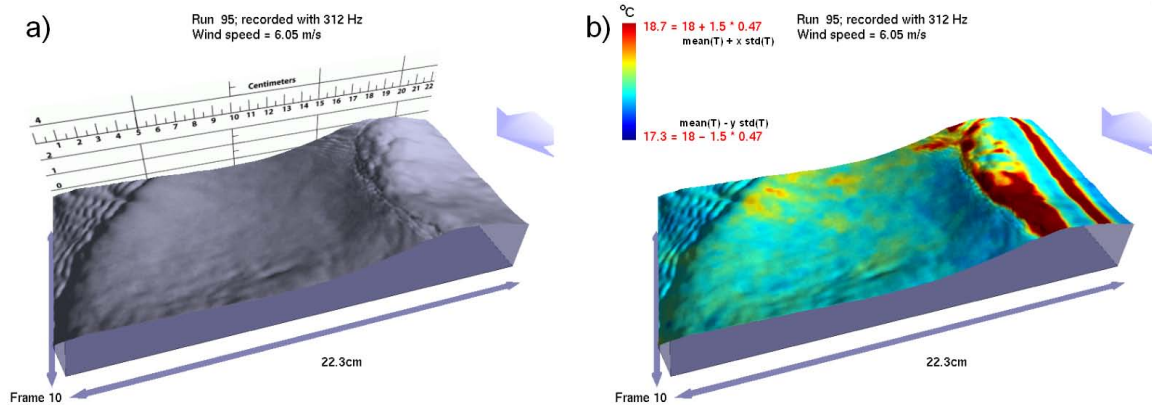 a)
Run 95; recorded with 312 Hz
Wind speed = 6.05 m/s
Centimeters
4
1 2 3 4 5 6 7 8 9 10 11 12 13 14 15 16 17 18 19 20 21 22
2
1
0
22.3cm
Frame 10
b)
°C
18.7 = 18 + 1.5 * 0.47
mean(T) + x std(T)
mean(T) - y std(T)
17.3 = 18 - 1.5 * 0.47
Run 95; recorded with 312 Hz
Wind speed = 6.05 m/s
22.3cm
Frame 10